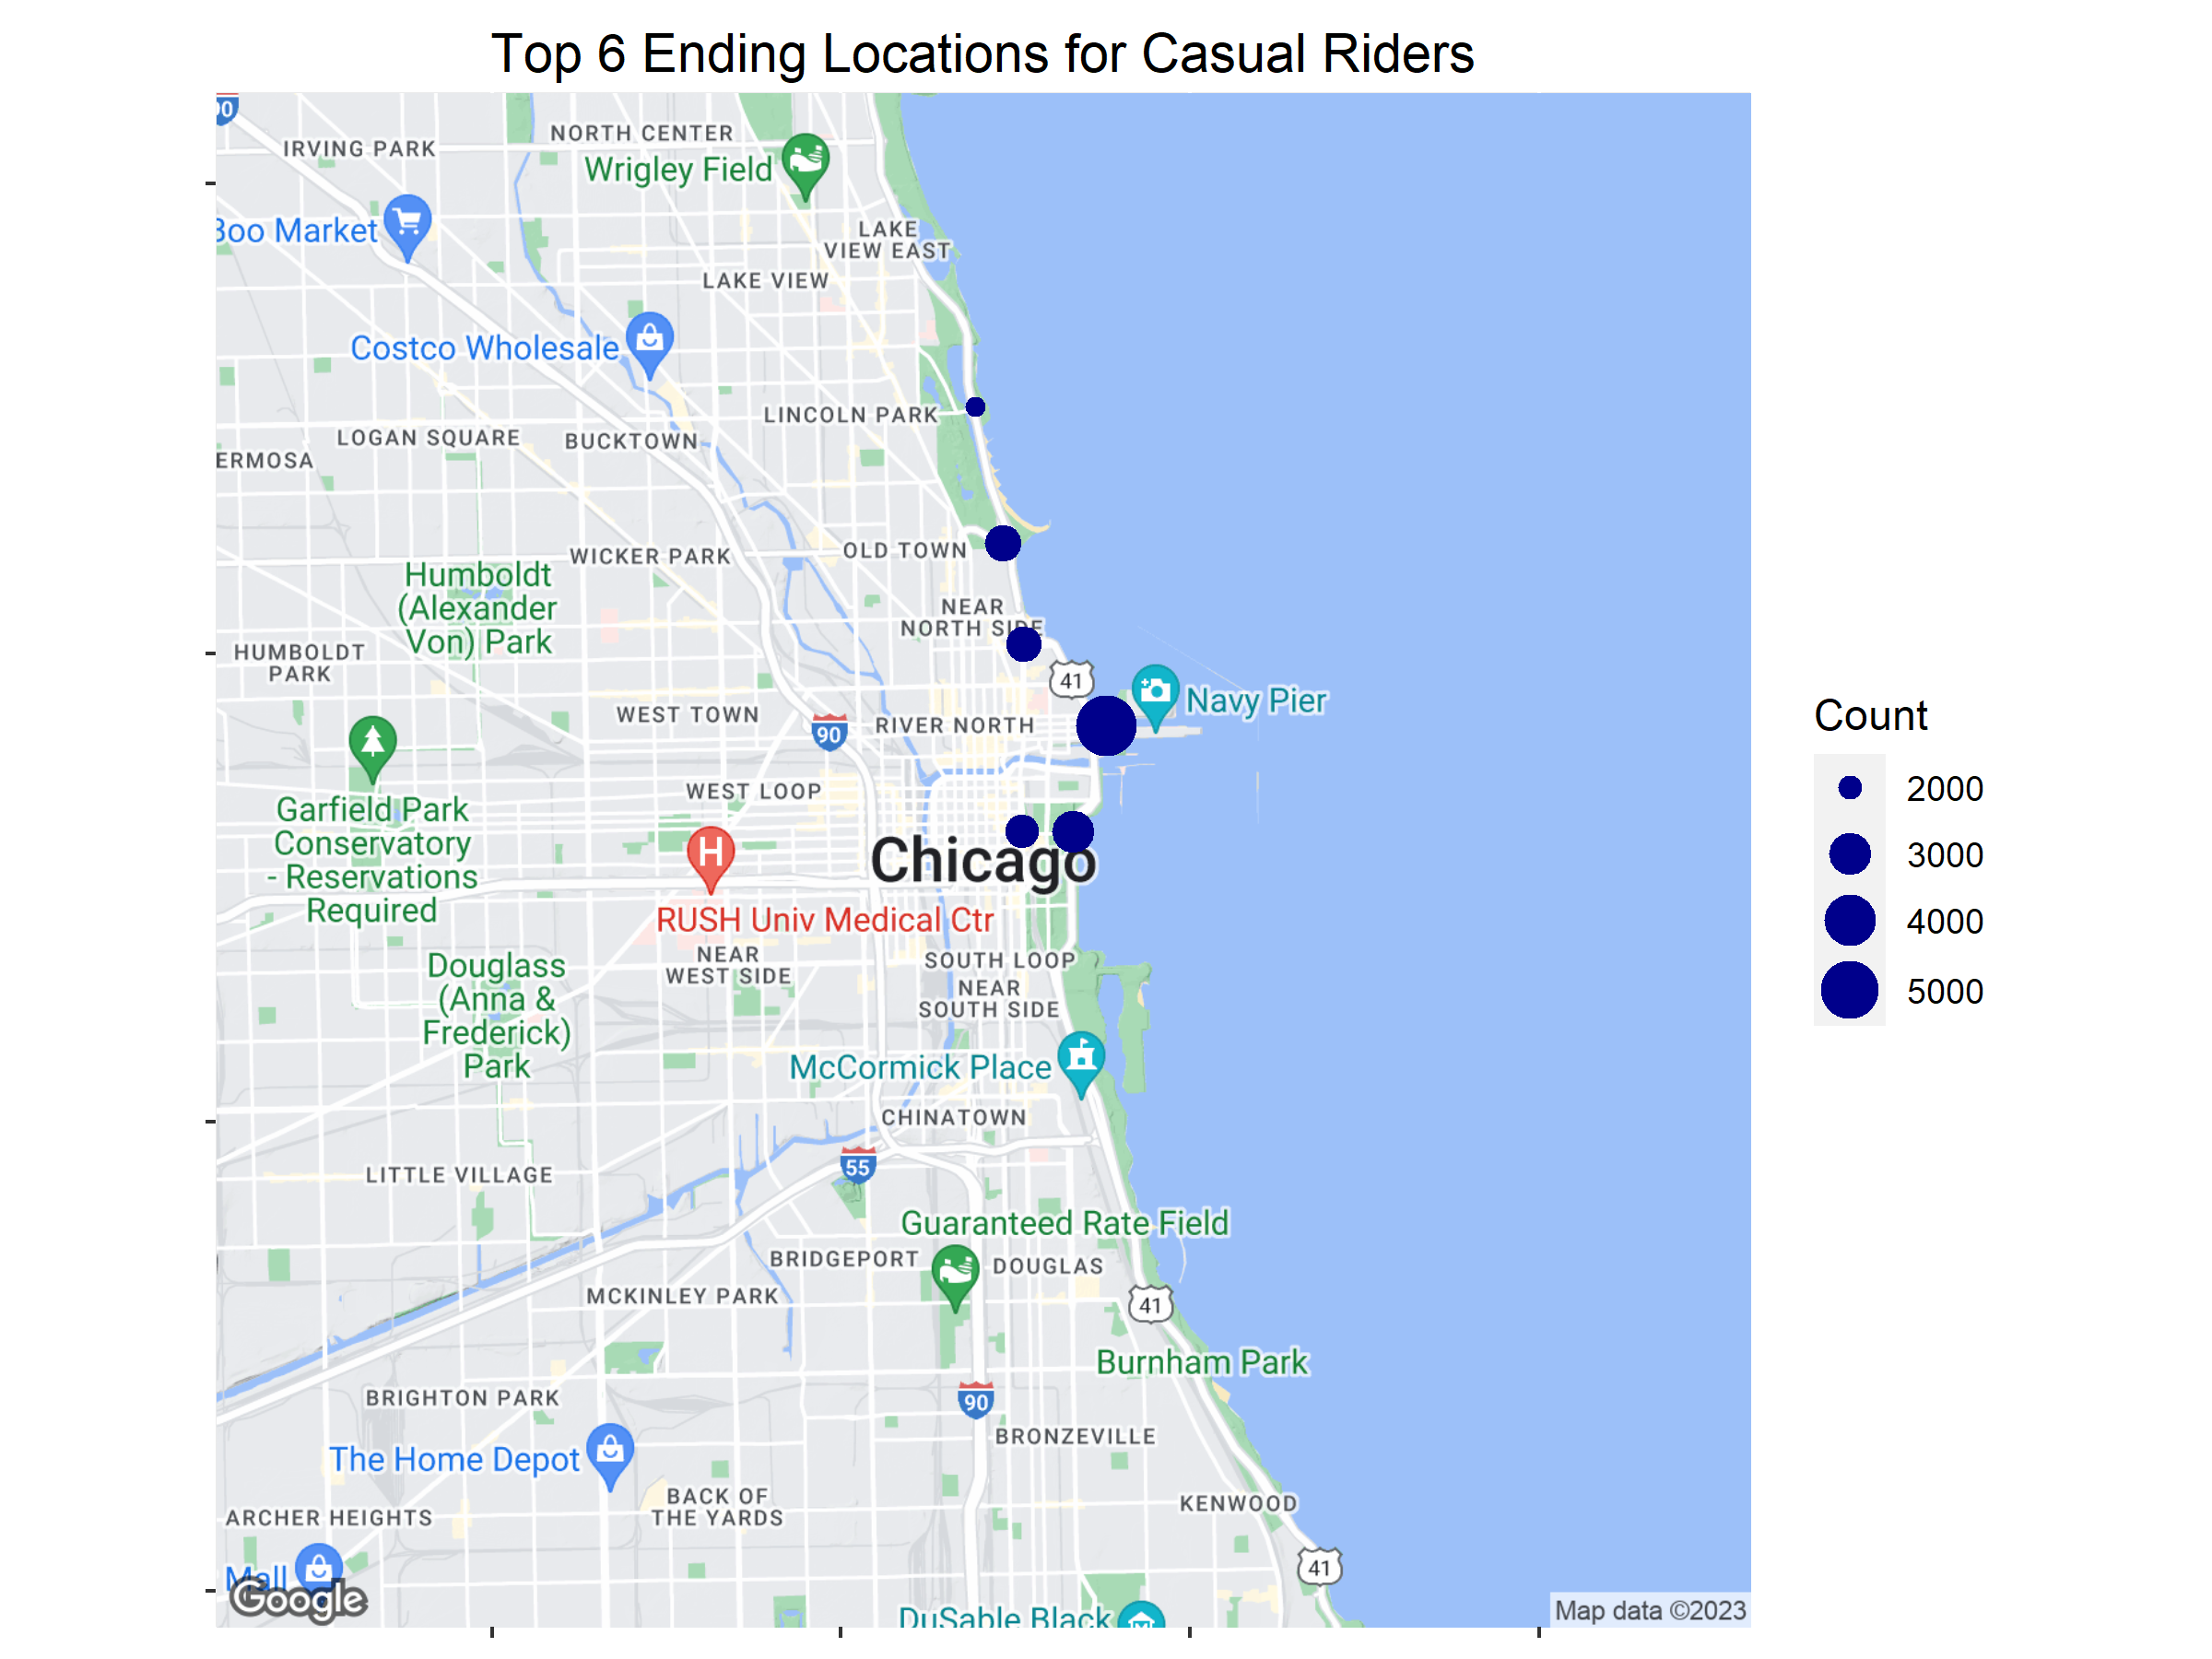 Top 6 Ending Locations for Casual Riders
90
IRVING PARK
NORTH CENTER
Wrigley Field
Boo Market
LAKE
VIEW EAST
LAKE VIEW
Costco Wholesale
LINCOLN PARK
LOGAN SQUARE
BUCKTOWN
ERMOSA
WICKER PARK
OLD TOWN
Humboldt
(Alexander
Von) Park
NEAR
NORTH SIDE
HUMBOLDT
PARK
41
Navy Pier
WEST TOWN
90
RIVER NORTH
Count
2000
3000
4000
5000
WEST LOOP
Garfield Park
Conservatory
- Reservations
Required
H
Chicago
RUSH Univ Medical Ctr
NEAR
WEST SIDE
SOUTH LOOP
NEAR
SOUTH SIDE
Douglass
(Anna &
Frederick)
Park
McCormick Place
CHINATOWN
55
LITTLE VILLAGE
Guaranteed Rate Field
BRIDGEPORT
DOUGLAS
MCKINLEY PARK
41
Burnham Park
BRIGHTON PARK
90
BRONZEVILLE
The Home Depot
BACK OF
THE YARDS
KENWOOD
ARCHER HEIGHTS
41
Mall
Google
DuSable Black
Map data ©2023